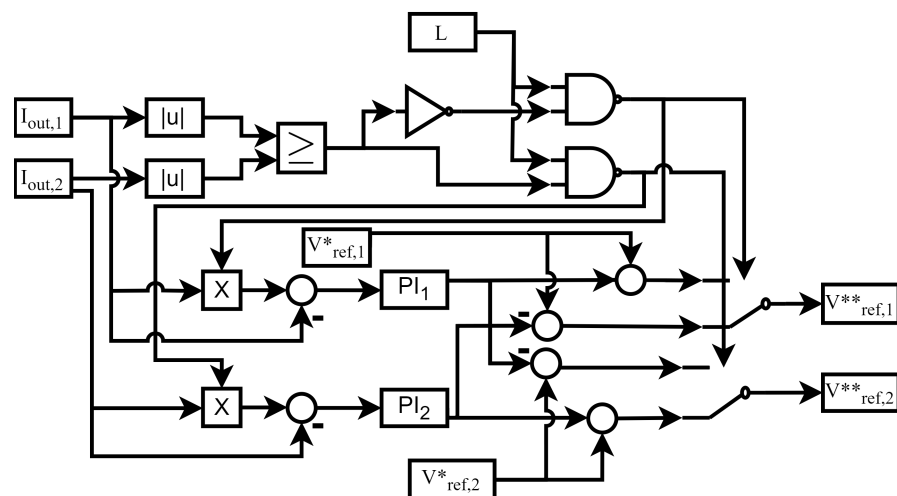 L
I_out,1
|u|
≥
I_out,2
|u|
V*_ref,1
X
-
PI_1
-
V**_ref,1
-
X
-
PI_2
V**_ref,2
V*_ref,2